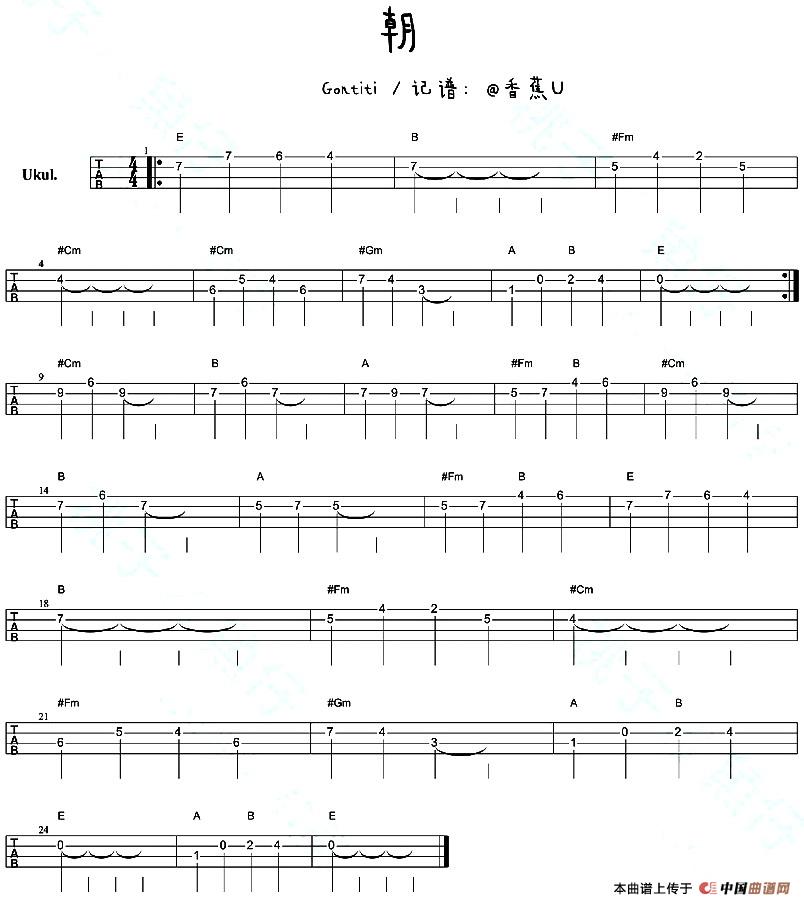 朝
Gontiti / 记谱: @香蕉U
E B #Fm
Ukul.
1
T A B 4 4 7 7 6 4 7 5 4 2 5
#Cm #Cm #Gm A B E
4
T A B 4 6 5 4 6 7 4 3 1 0 2 4 0
#Cm B A #Fm B #Cm
9
T A B 9 6 9 7 6 7 7 9 7 5 7 4 6 9 6 9
B A #Fm B E
14
T A B 7 6 7 5 7 5 5 7 4 6 7 7 6 4
B #Fm #Cm
18
T A B 7 5 4 2 5 4
#Fm #Gm A B
21
T A B 6 5 4 6 7 4 3 1 0 2 4
E A B E
24
T A B 0 1 0 2 4 0
本曲谱上传于 中国曲谱网